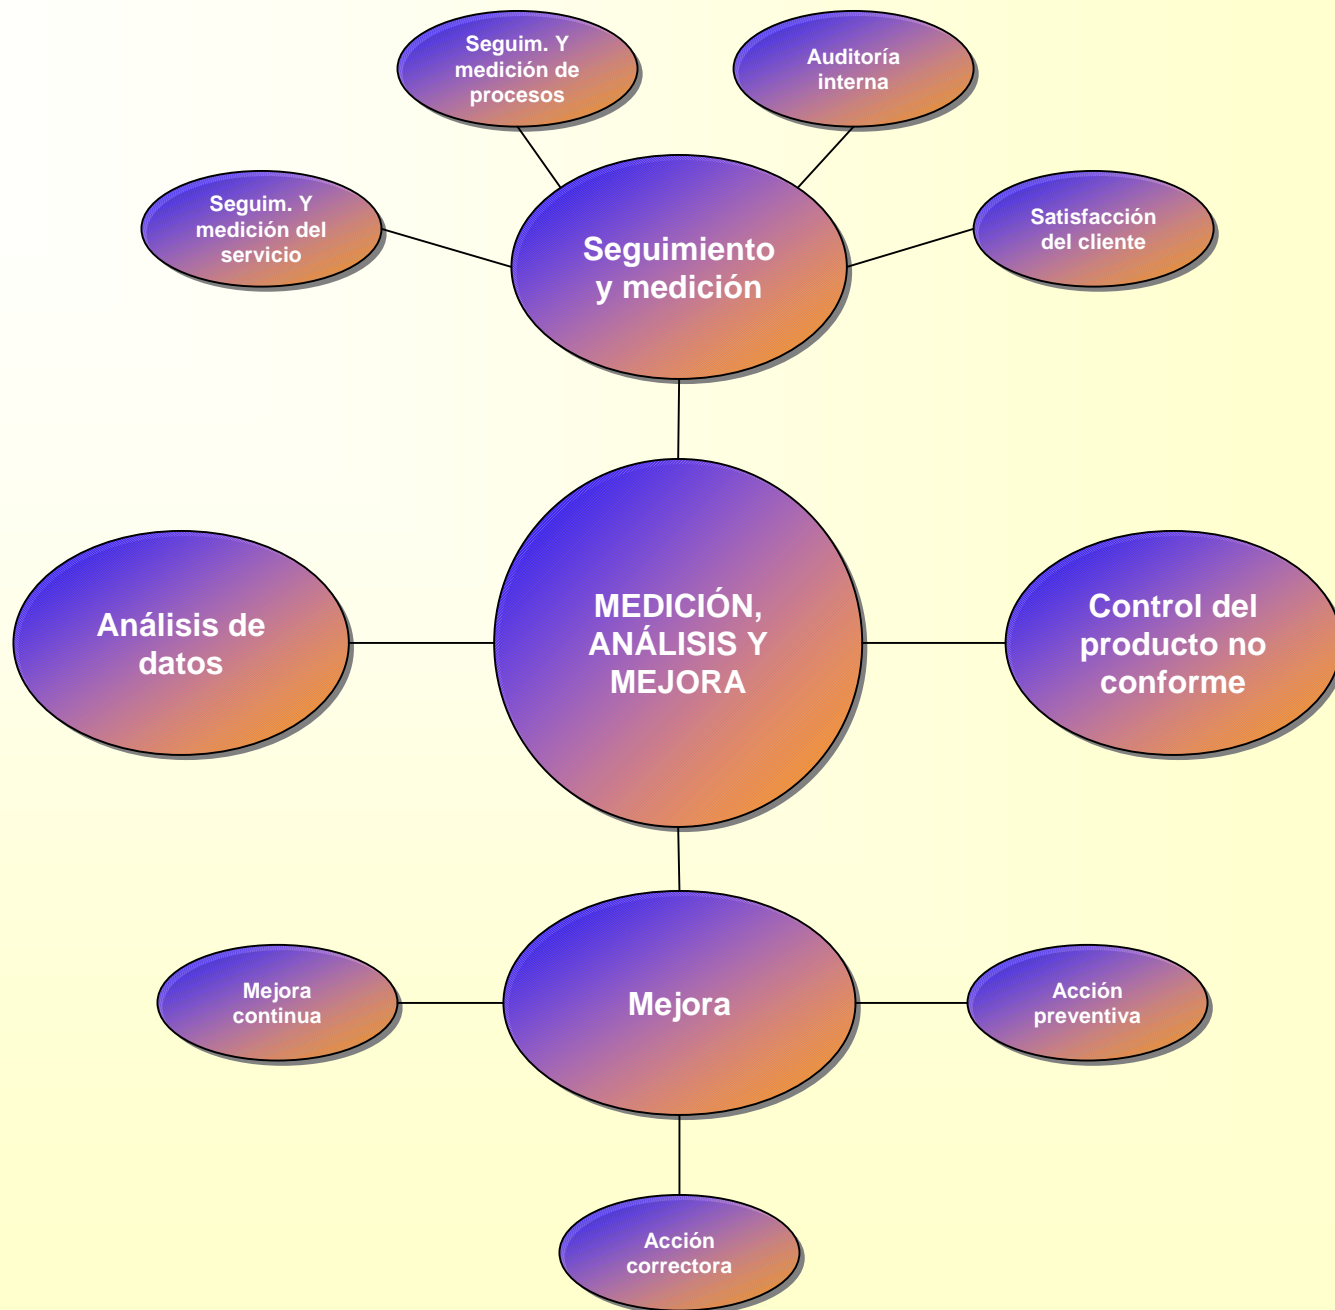 Seguim. Y
medición de
procesos
Auditoría
interna
Seguim. Y
medición del
servicio
Seguimiento
y medición
Satisfacción
del cliente
Análisis de
datos
MEDICIÓN,
ANÁLISIS Y
MEJORA
Control del
producto no
conforme
Mejora
continua
Mejora
Acción
preventiva
Acción
correctora